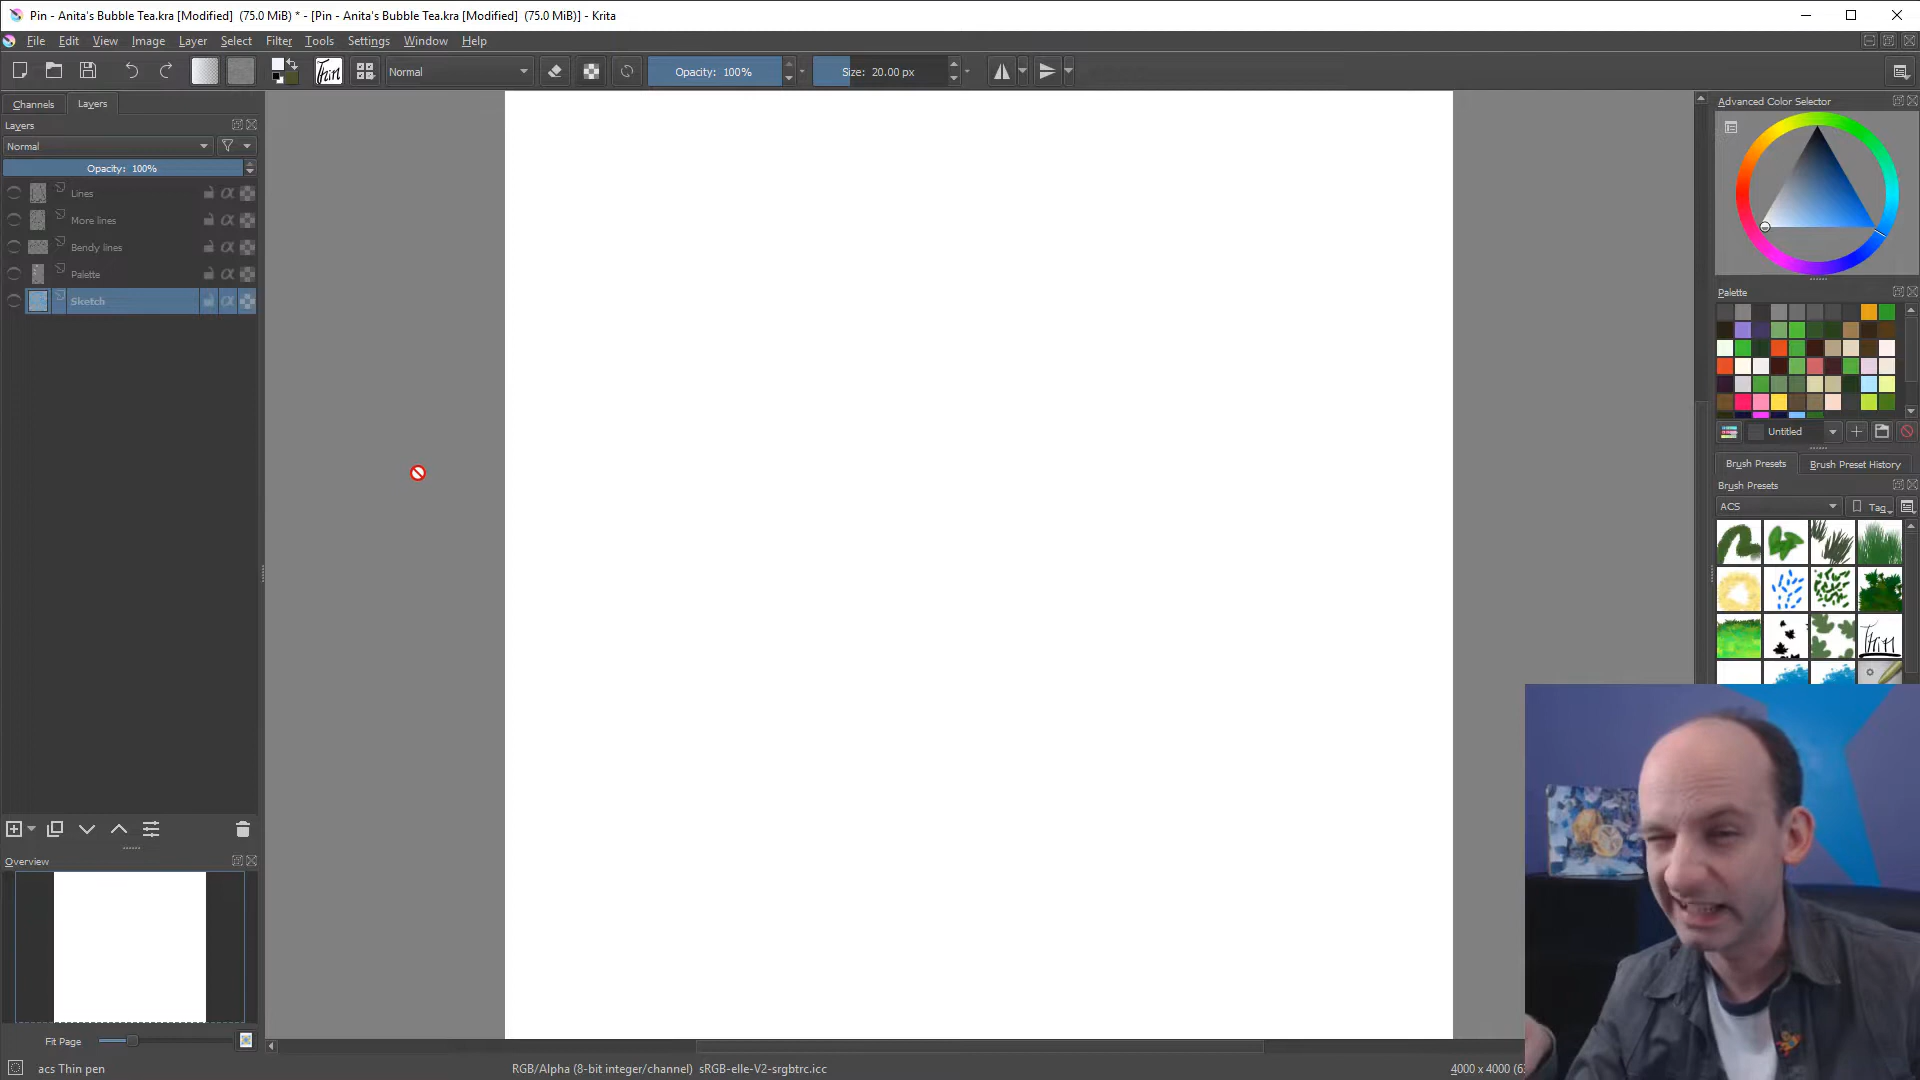 Pin - Anita's Bubble Tea.kra [Modified]  (75.0 MiB) * - [Pin - Anita's Bubble Tea.kra [Modified]  (75.0 MiB)] - Krita
File Edit View Image Layer Select Filter Tools Settings Window Help
Thin Normal Opacity: 100% Size: 20.00 px
Channels Layers
Layers
Normal
Opacity: 100%
Lines
More lines
Bendy lines
Palette
Sketch
Overview
Fit Page
acs Thin pen
RGB/Alpha (8-bit integer/channel)  sRGB-elle-V2-srgbtrc.icc
4000 x 4000
Advanced Color Selector
Palette
Untitled
Brush Presets Brush Preset History
Brush Presets
ACS Tag
Thin